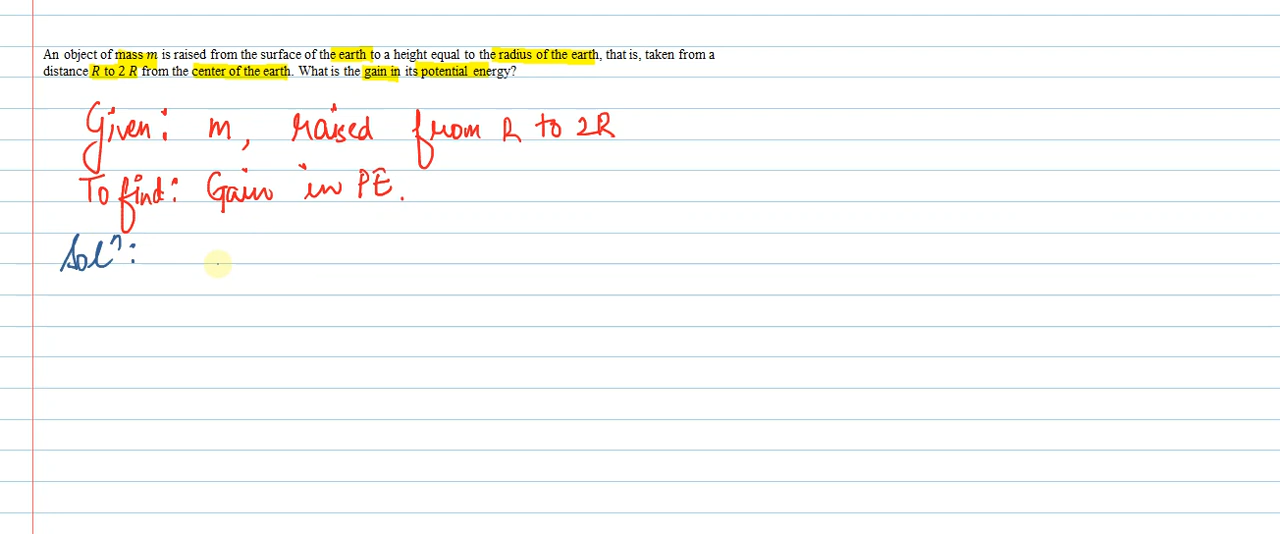 An object of mass m is raised from the surface of the earth to a height equal to the radius of the earth, that is, taken from a
distance R to 2 R from the center of the earth. What is the gain in its potential energy?
Given: m, raised from R to 2R
To find: Gain in PE.
Solⁿ: